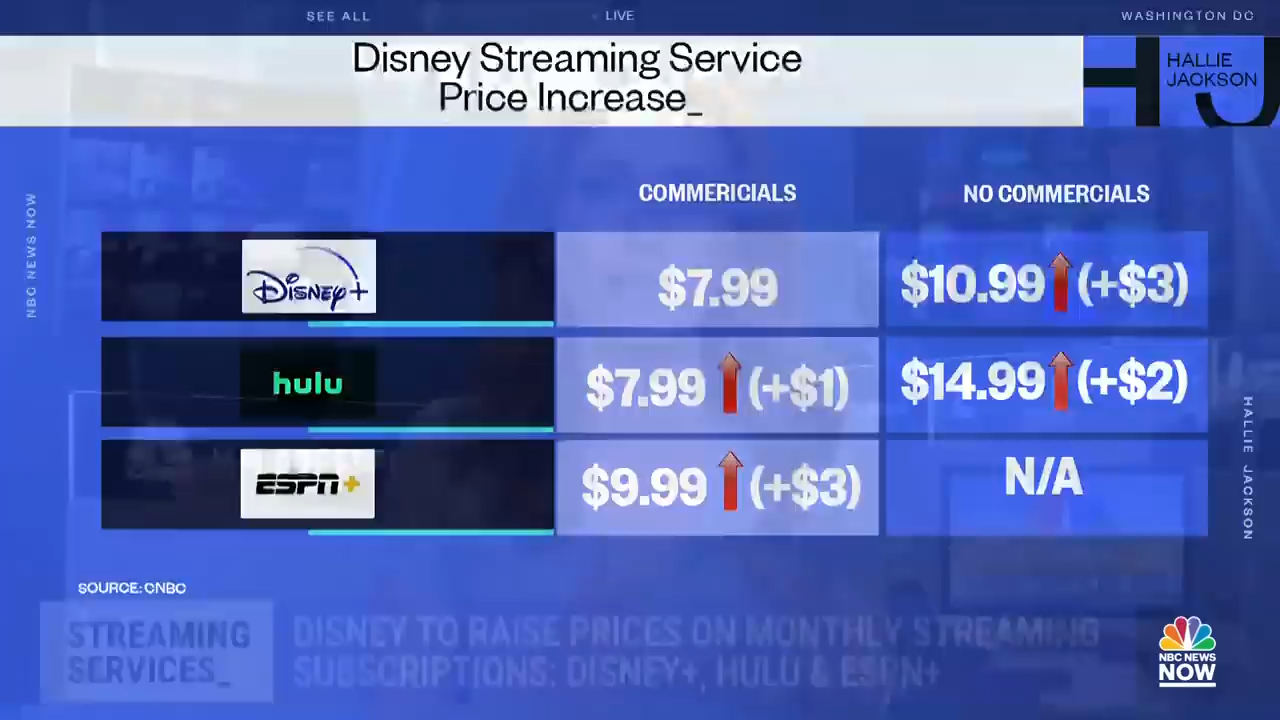 SEE ALL
LIVE
WASHINGTON DC
Disney Streaming Service
Price Increase_
HALLIE
JACKSON
HJ
NBC NEWS NOW
COMMERICIALS
NO COMMERCIALS
Disney+
$7.99
$10.99 (+$3)
hulu
$7.99 (+$1)
$14.99 (+$2)
ESPN+
$9.99 (+$3)
N/A
HALLIE JACKSON
SOURCE: CNBC
STREAMING
SERVICES_
DISNEY TO RAISE PRICES ON MONTHLY STREAMING
SUBSCRIPTIONS: DISNEY+, HULU & ESPN+
NBC NEWS
NOW